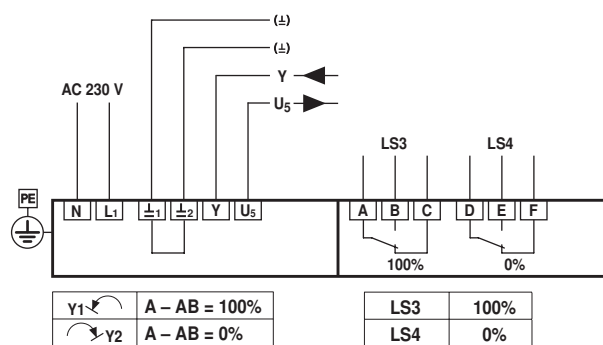 (⊥)
(⊥)
Y
AC 230 V
U5
LS3 LS4
PE
N L1 ⊥1 ⊥2 Y U5 A B C D E F
100% 0%
Y1 A – AB = 100%
Y2 A – AB = 0%
LS3 100%
LS4 0%